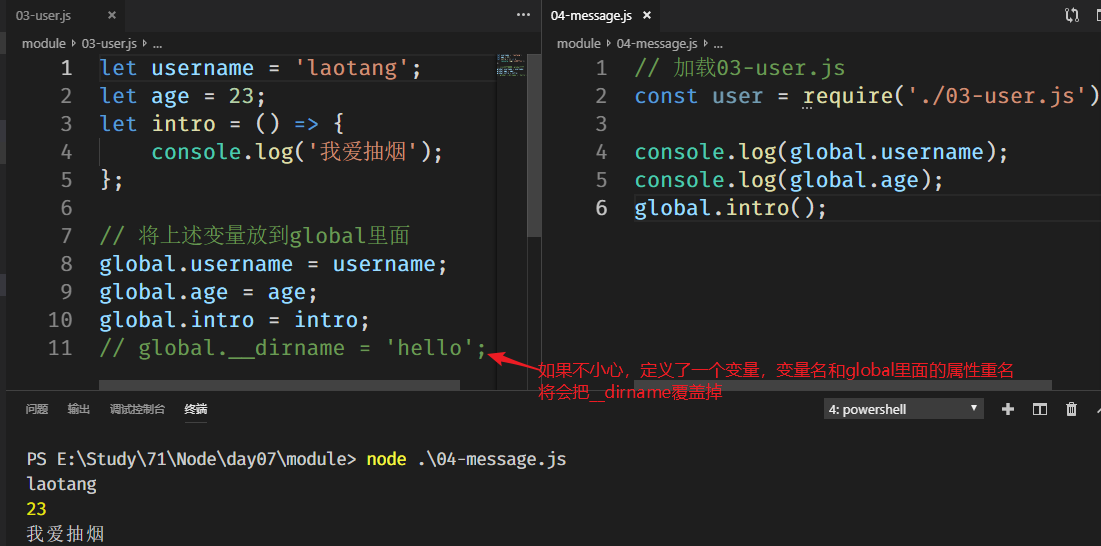 03-user.js ×
module › 03-user.js › ...
1 let username = 'laotang';
2 let age = 23;
3 let intro = () => {
4     console.log('我爱抽烟');
5 };
6
7 // 将上述变量放到global里面
8 global.username = username;
9 global.age = age;
10 global.intro = intro;
11 // global.__dirname = 'hello';
04-message.js ×
module › 04-message.js › ...
1 // 加载03-user.js
2 const user = require('./03-user.js')
3
4 console.log(global.username);
5 console.log(global.age);
6 global.intro();
如果不小心，定义了一个变量，变量名和global里面的属性重名
将会把__dirname覆盖掉
问题 输出 调试控制台 终端 4: powershell
PS E:\Study\71\Node\day07\module> node .\04-message.js
laotang
23
我爱抽烟